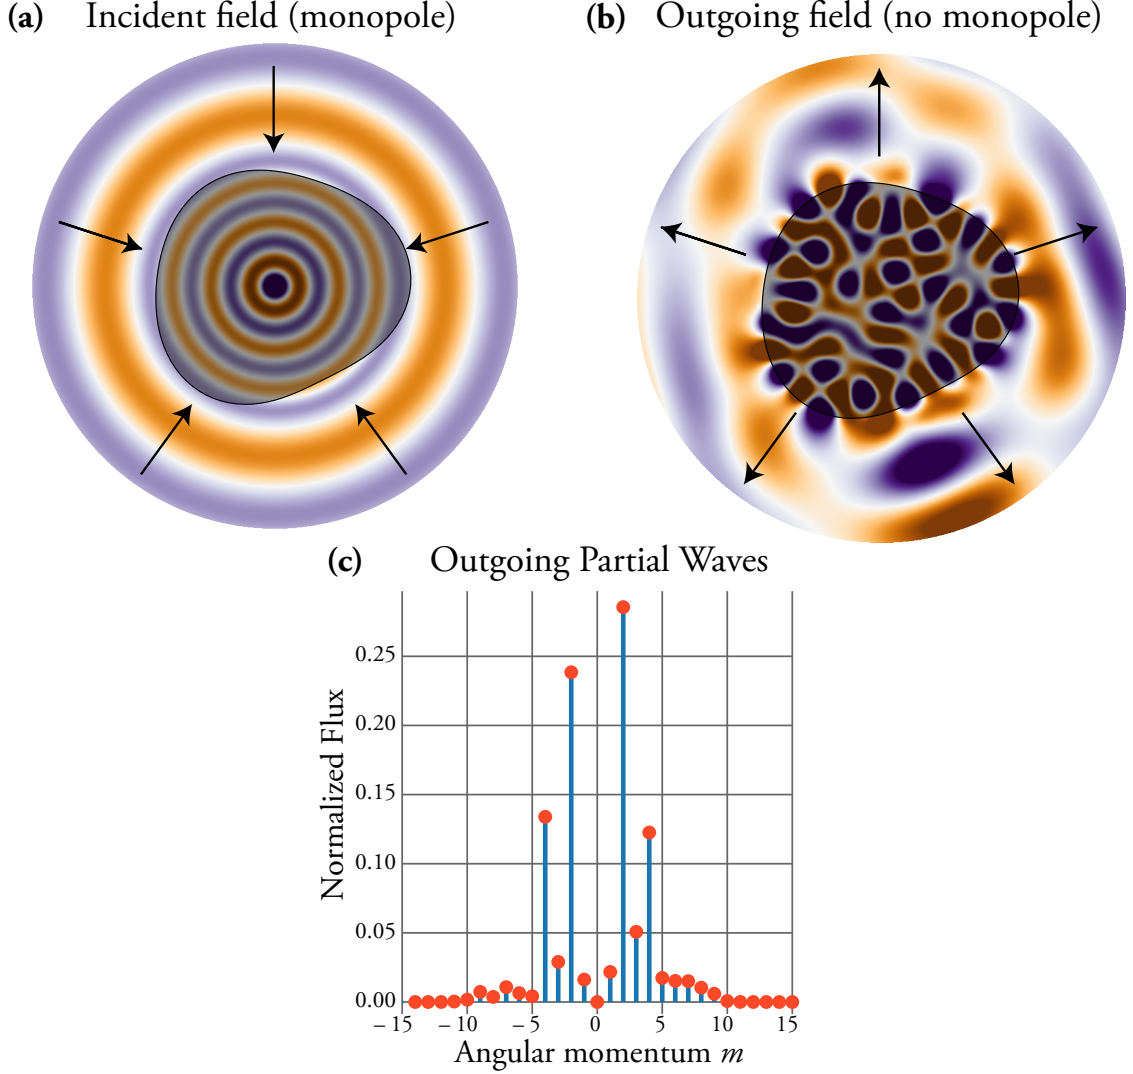 (a) Incident field (monopole)
(b) Outgoing field (no monopole)
(c) Outgoing Partial Waves
Normalized Flux
0.25
0.20
0.15
0.10
0.05
0.00
−15 −10 −5 0 5 10 15
Angular momentum m